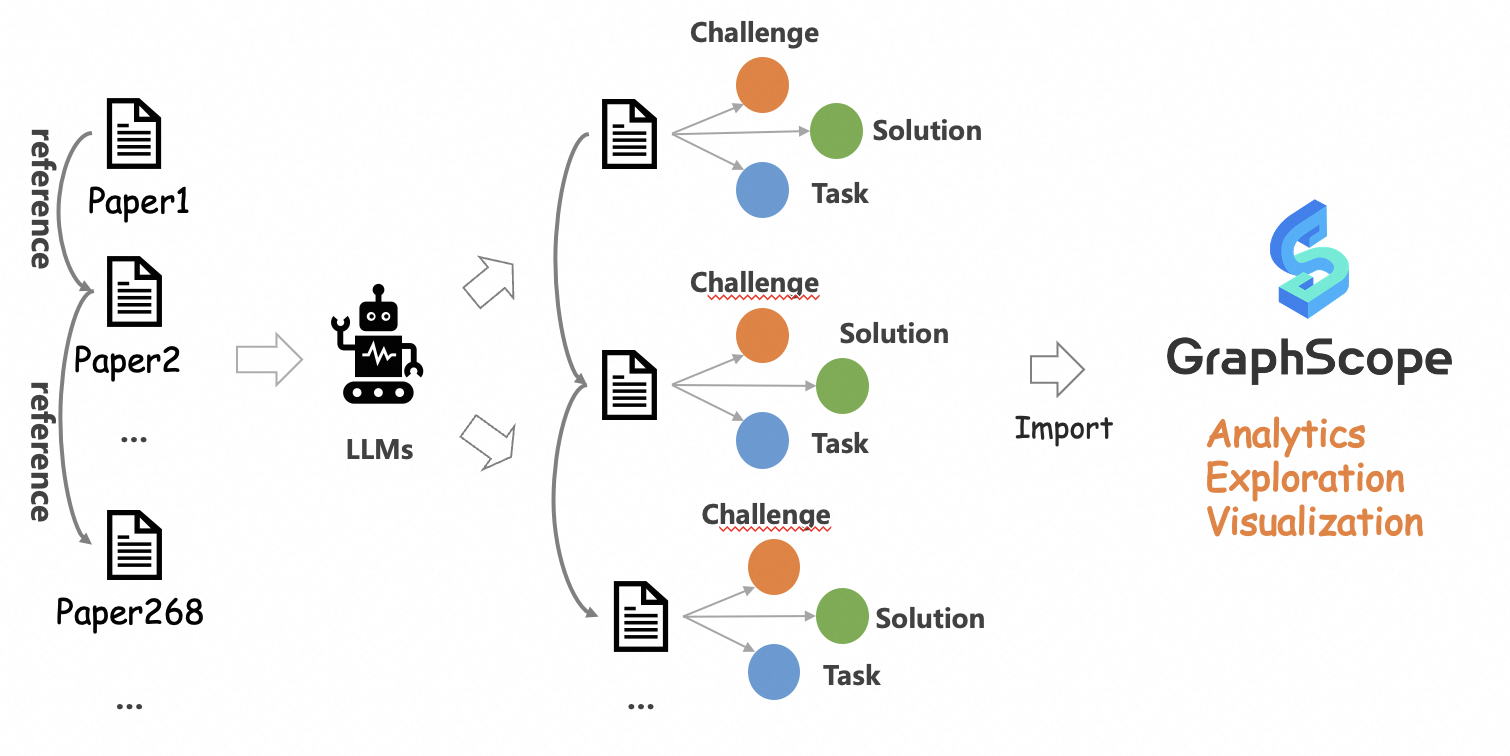 reference
Paper1
Paper2
reference
...
Paper268
...
LLMs
Challenge
Solution
Task
Challenge
Solution
Task
Challenge
Solution
Task
...
Import
GraphScope
Analytics
Exploration
Visualization